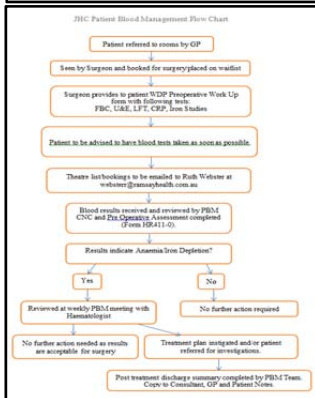 JHC Patient Blood Management Flow Chart
Patient referred to rooms by GP
Seen by Surgeon and booked for surgery/placed on waitlist
Surgeon provides to patient WDP Preoperative Work Up
form with following tests:
FBC, U&E, LFT, CRP, Iron Studies
Patient to be advised to have blood tests taken as soon as possible.
Theatre list/bookings to be emailed to Ruth Webster at
websterr@ramsayhealth.com.au
Blood results received and reviewed by PBM
CNC and Pre Operative Assessment completed
(Form HR411-0).
Results indicate Anaemia/Iron Depletion?
Yes
No
Reviewed at weekly PBM meeting with
Haematologist
No further action required
No further action needed as results
are acceptable for surgery
Treatment plan instigated and/or patient
referred for investigations.
Post treatment discharge summary completed by PBM Team.
Copy to Consultant, GP and Patient Notes.